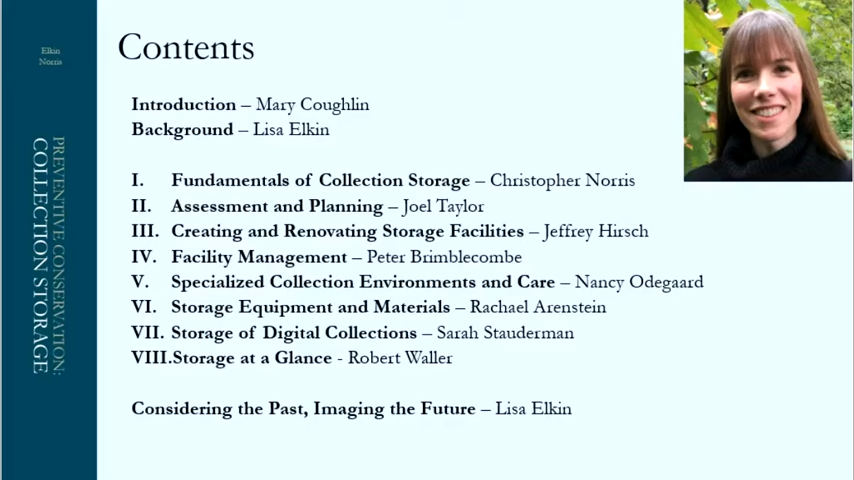 Elkin
Norris
PREVENTIVE CONSERVATION:
COLLECTION STORAGE
Contents
Introduction – Mary Coughlin
Background – Lisa Elkin
I. Fundamentals of Collection Storage – Christopher Norris
II. Assessment and Planning – Joel Taylor
III. Creating and Renovating Storage Facilities – Jeffrey Hirsch
IV. Facility Management – Peter Brimblecombe
V. Specialized Collection Environments and Care – Nancy Odegaard
VI. Storage Equipment and Materials – Rachael Arenstein
VII. Storage of Digital Collections – Sarah Stauderman
VIII.Storage at a Glance - Robert Waller
Considering the Past, Imaging the Future – Lisa Elkin